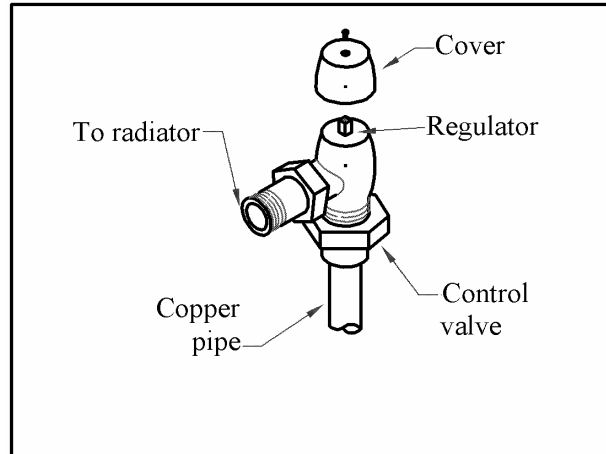 Cover
To radiator
Regulator
Copper
pipe
Control
valve